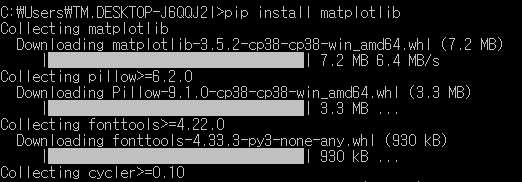 C:₩Users₩TM.DESKTOP-J6QQJ2I>pip install matplotlib
Collecting matplotlib
Downloading matplotlib-3.5.2-cp38-cp38-win_amd64.whl (7.2 MB)
|████████████████████████████████| 7.2 MB 6.4 MB/s
Collecting pillow>=6.2.0
Downloading Pillow-9.1.0-cp38-cp38-win_amd64.whl (3.3 MB)
|████████████████████████████████| 3.3 MB ...
Collecting fonttools>=4.22.0
Downloading fonttools-4.33.3-py3-none-any.whl (930 kB)
|████████████████████████████████| 930 kB ...
Collecting cycler>=0.10